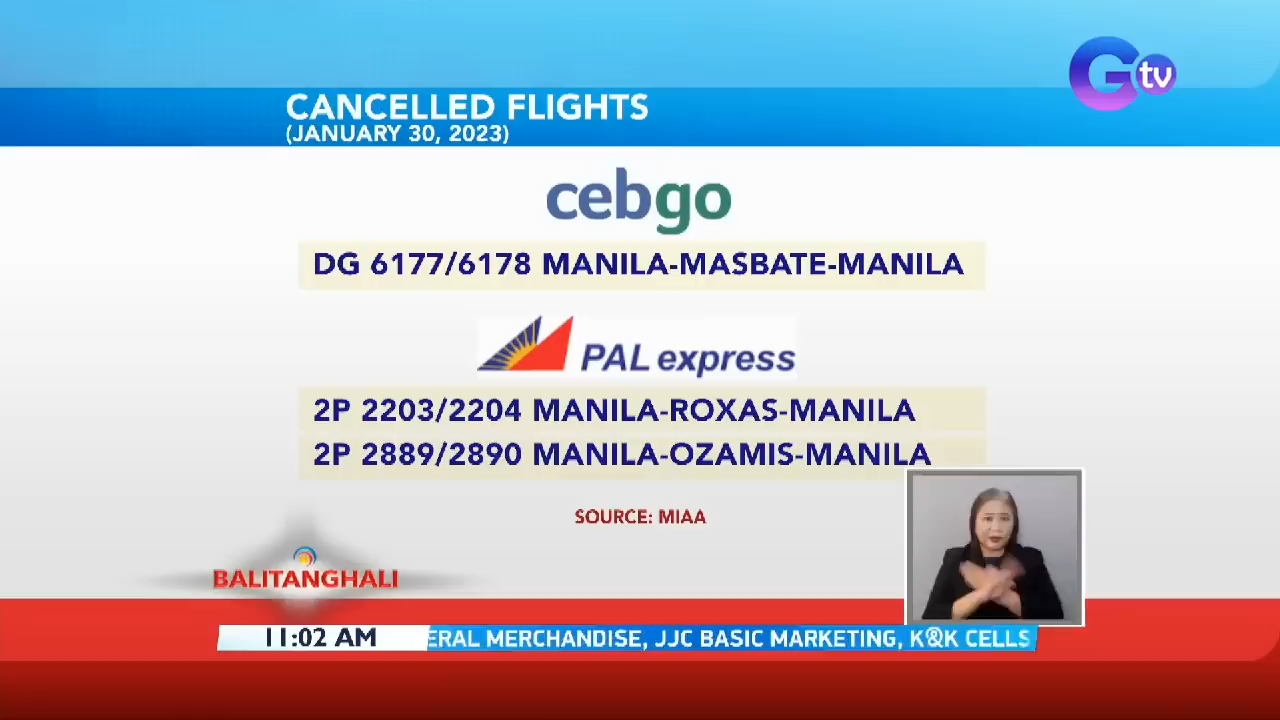 Gtv
CANCELLED FLIGHTS
(JANUARY 30, 2023)
cebgo
DG 6177/6178 MANILA-MASBATE-MANILA
PAL express
2P 2203/2204 MANILA-ROXAS-MANILA
2P 2889/2890 MANILA-OZAMIS-MANILA
SOURCE: MIAA
BALITANGHALI
11:02 AM
ERAL MERCHANDISE, JJC BASIC MARKETING, K&K CELLS